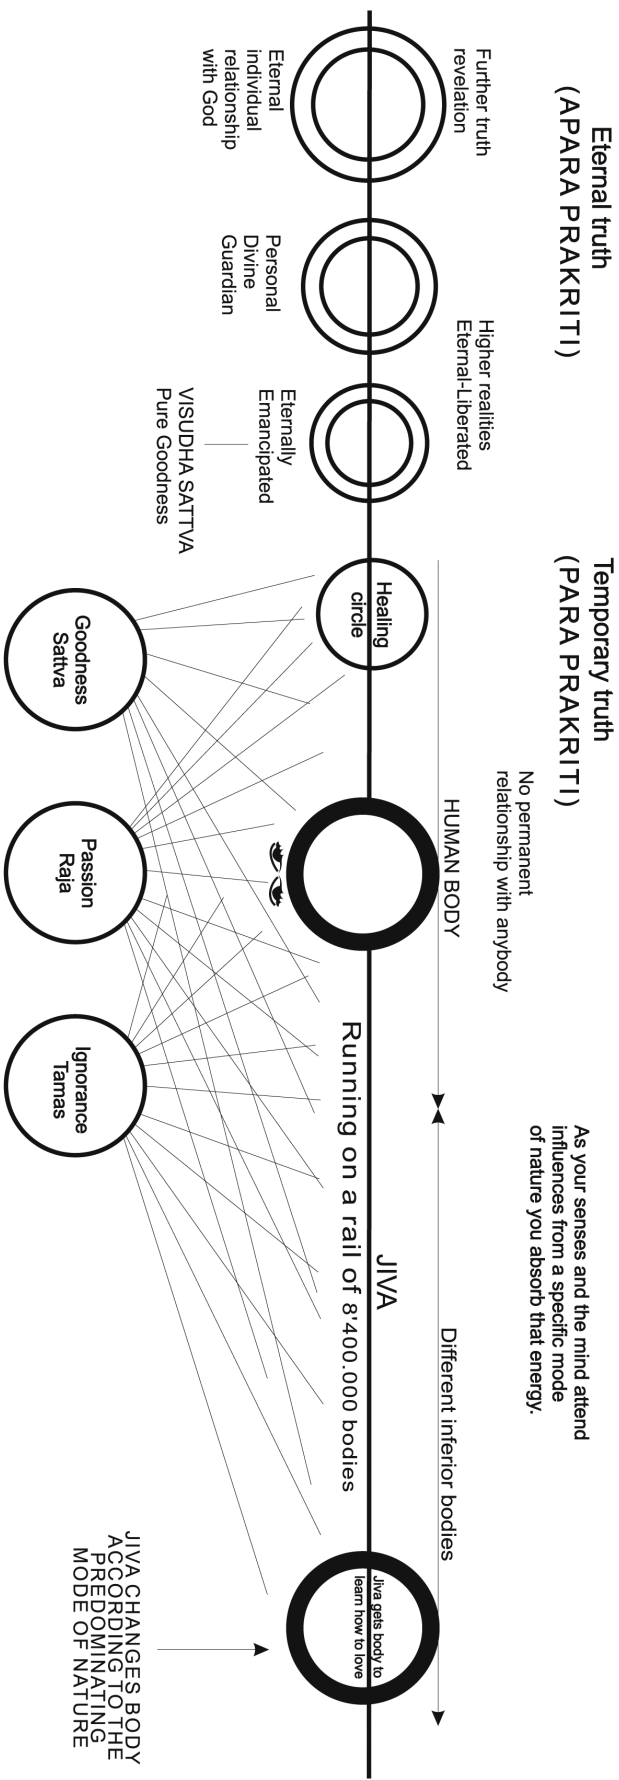 Eternal truth
(APARA PRAKRITI)
Temporary truth
(PARA PRAKRITI)
As your senses and the mind attend
influences from a specific mode
of nature you absorb that energy.
Further truth
revelation
Higher realities
Eternal-Liberated
No permanent
relationship with anybody
HUMAN BODY
Different inferior bodies
Healing
circle
JIVA
Running on a rail of 8'400.000 bodies
Jiva gets body to
learn how to love
Eternal
individual
relationship
with God
Personal
Divine
Guardian
Eternally
Emancipated
VISUDHA SATTVA
Pure Goodness
Goodness
Sattva
Passion
Raja
Ignorance
Tamas
JIVA CHANGES BODY
ACCORDING TO THE
PREDOMINATING
MODE OF NATURE